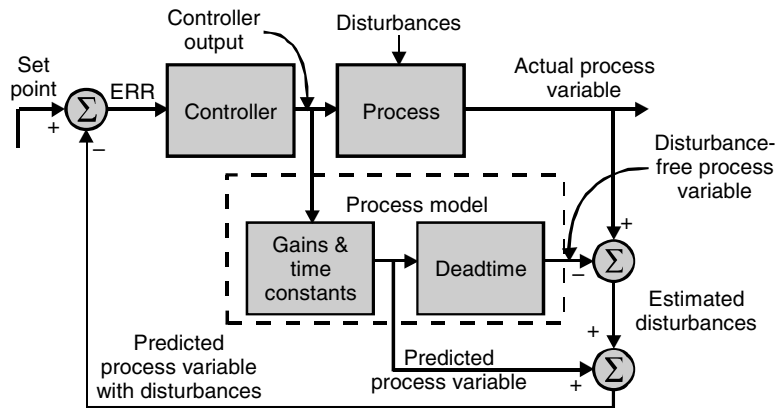 Controller
output
Disturbances
Set
point
ERR
Σ
+
−
Controller
Process
Actual process
variable
Disturbance-
free process
variable
Process model
Gains &
time
constants
Deadtime
+
−
Σ
Estimated
disturbances
Predicted
process variable
with disturbances
Predicted
process variable
+
+
Σ